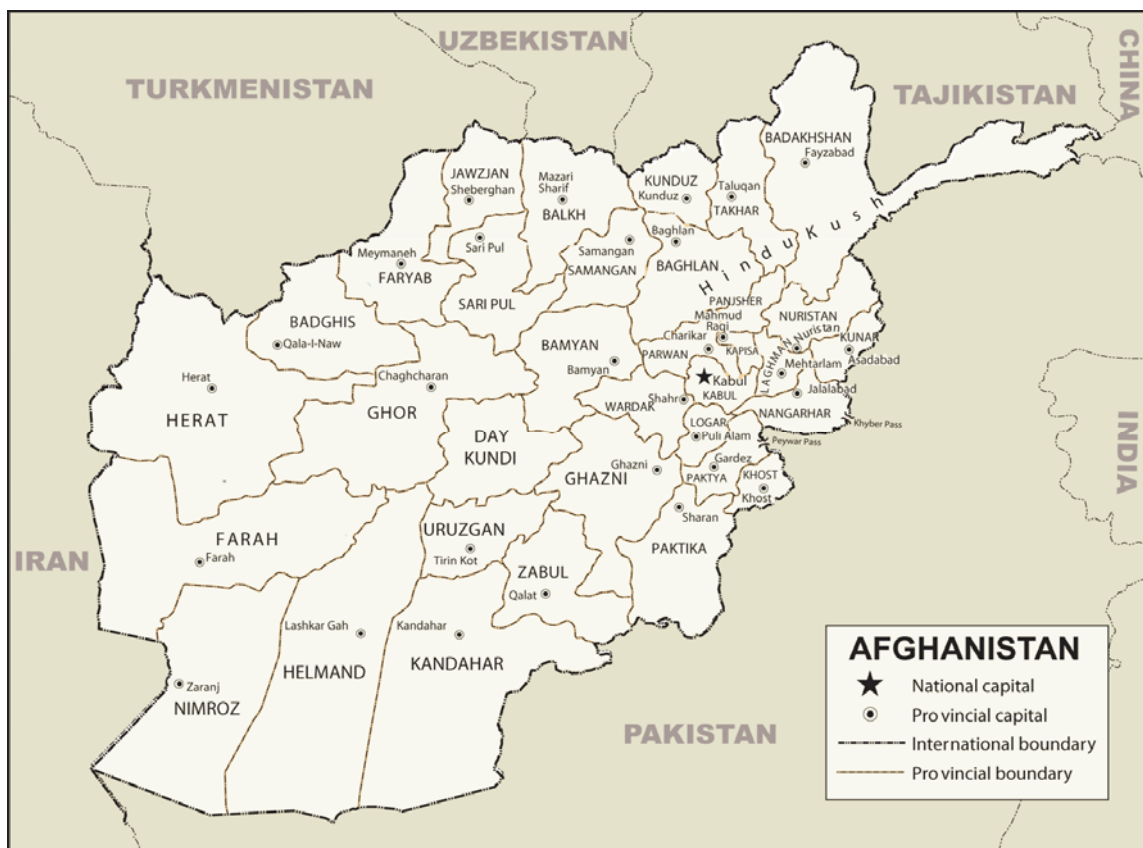 UZBEKISTAN
TURKMENISTAN
CHINA
TAJIKISTAN
BADAKHSHAN
Fayzabad
JAWZJAN
Sheberghan
Mazari
Sharif
BALKH
KUNDUZ
Kunduz
Taluqan
TAKHAR
Hindu Kush
Sari Pul
Samangan
SAMANGAN
Baghlan
BAGHLAN
Meymaneh
FARYAB
SARI PUL
PANJSHER
BADGHIS
Qala-I-Naw
BAMYAN
Bamyan
Mahmud
Raqi
Charikar
PARWAN
KAPISA
NURISTAN
Nuristan
KUNAR
Asadabad
LAGHMAN
Mehtarlam
Herat
HERAT
Chaghcharan
GHOR
Kabul
KABUL
Jalalabad
NANGARHAR
Khyber Pass
WARDAK
Shahr
DAY
KUNDI
LOGAR
Puli Alam
Peywar Pass
GHAZNI
Ghazni
Gardez
PAKTYA
KHOST
Khost
INDIA
Sharan
PAKTIKA
IRAN
FARAH
Farah
URUZGAN
Tirin Kot
ZABUL
Qalat
Lashkar Gah
HELMAND
Kandahar
KANDAHAR
Zaranj
NIMROZ
PAKISTAN
AFGHANISTAN
National capital
Pro vincial capital
International boundary
Pro vincial boundary